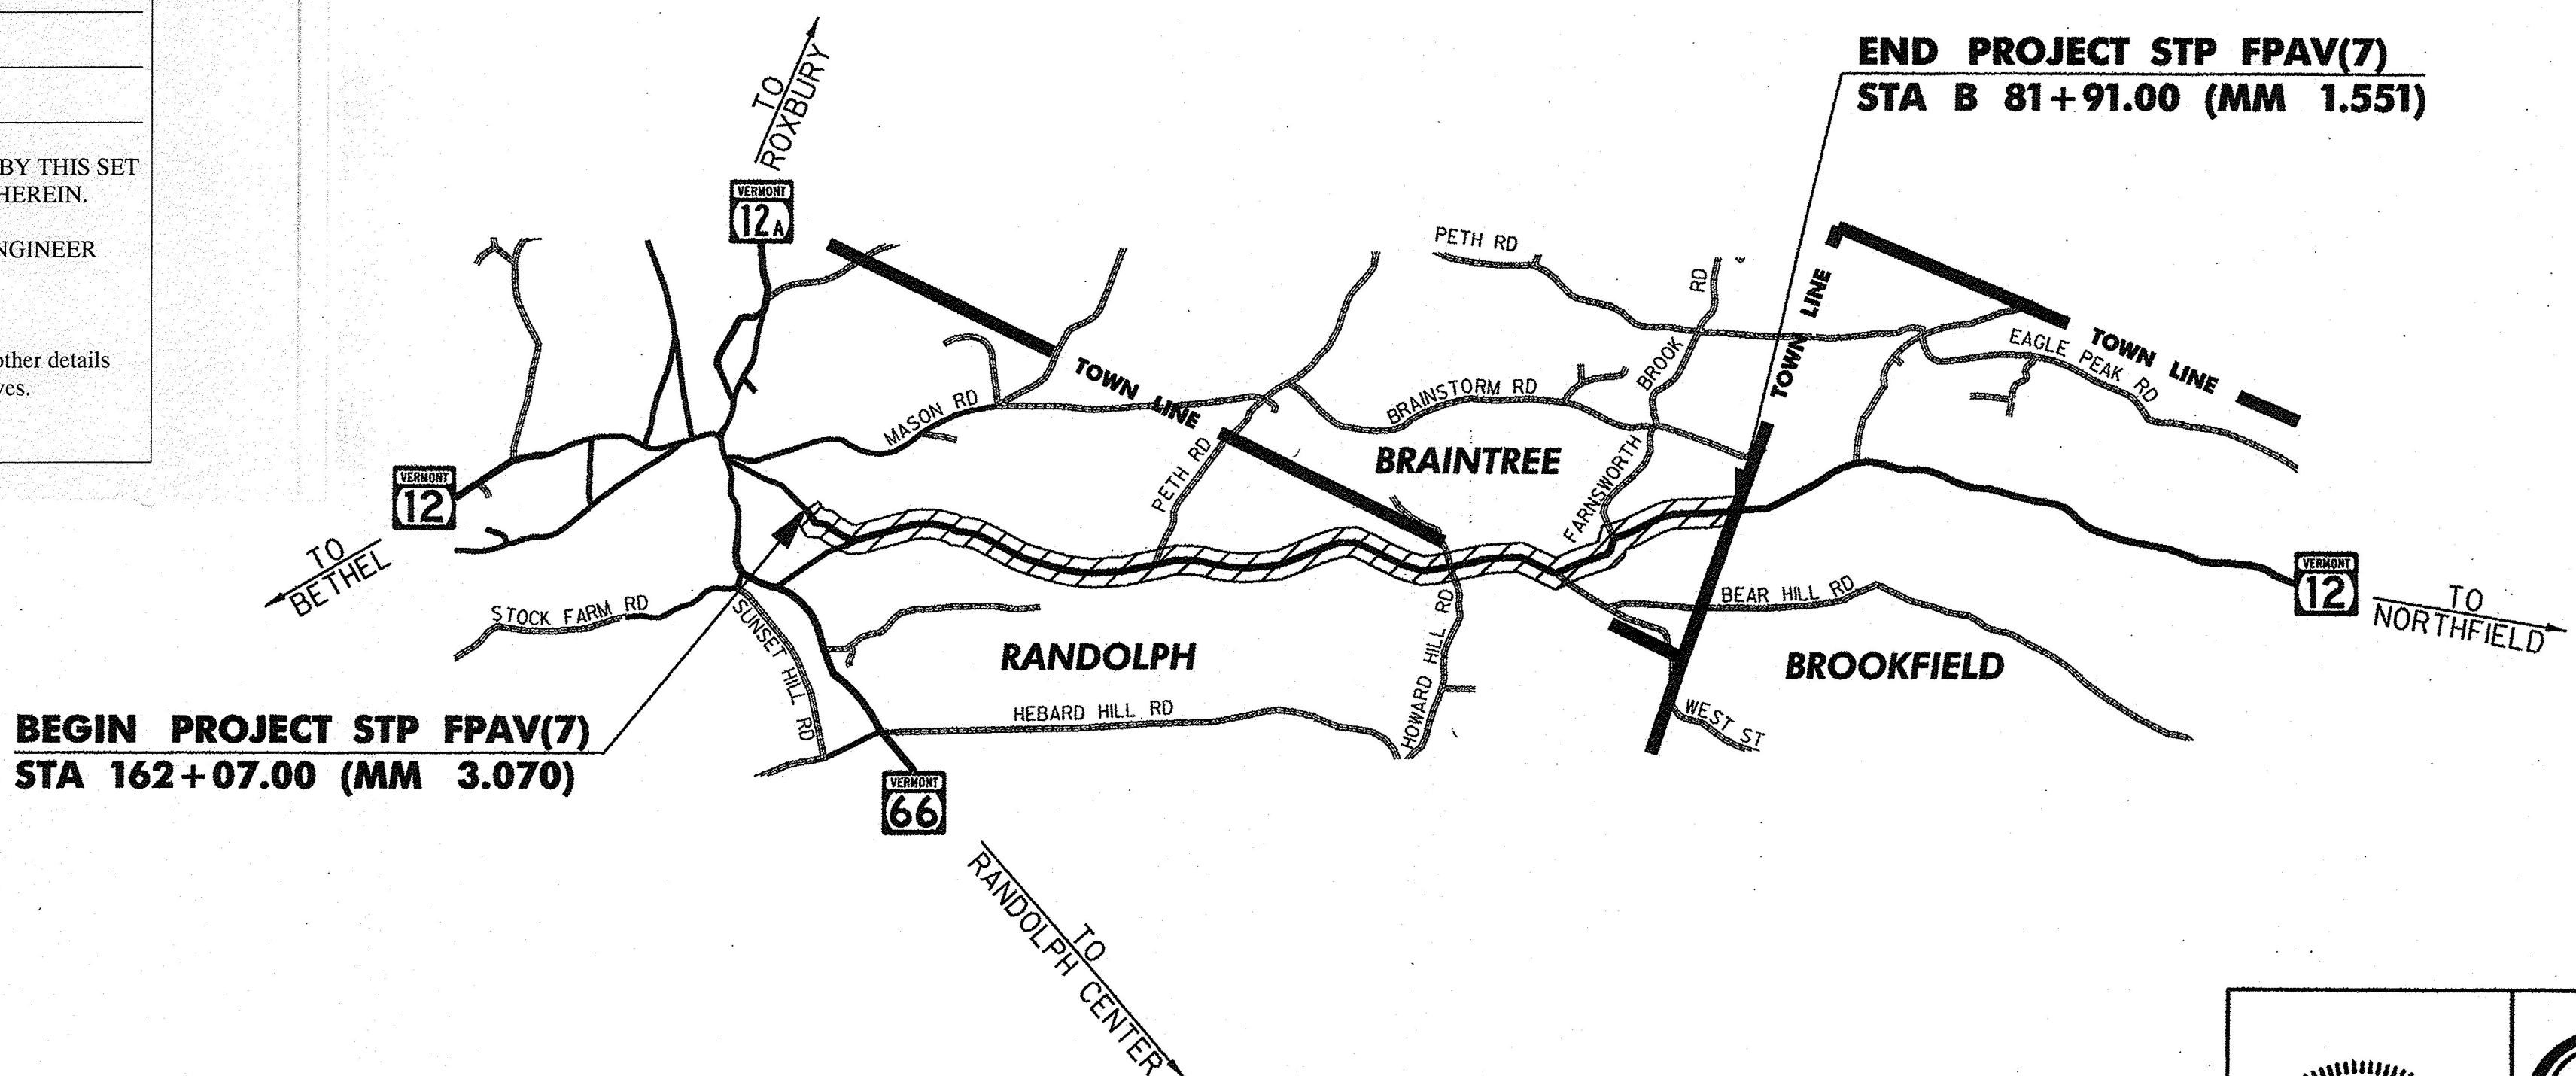 BY THIS SET
HEREIN.
NGINEER
other details
ves.
END PROJECT STP FPAV(7)
STA B 81+91.00 (MM 1.551)
TO
ROXBURY
VERMONT
12A
PETH RD
RD
TOWN LINE
TOWN LINE
EAGLE PEAK RD
BROOK
BRAINSTORM RD
TOWN LINE
MASON RD
BRAINTREE
PETH RD
FARNSWORTH
VERMONT
12
TO
BETHEL
VERMONT
12
TO
NORTHFIELD
BEAR HILL RD
STOCK FARM RD
SUNSET HILL RD
RANDOLPH
HOWARD HILL RD
BROOKFIELD
HEBARD HILL RD
WEST ST
BEGIN PROJECT STP FPAV(7)
STA 162+07.00 (MM 3.070)
VERMONT
66
TO
RANDOLPH CENTER